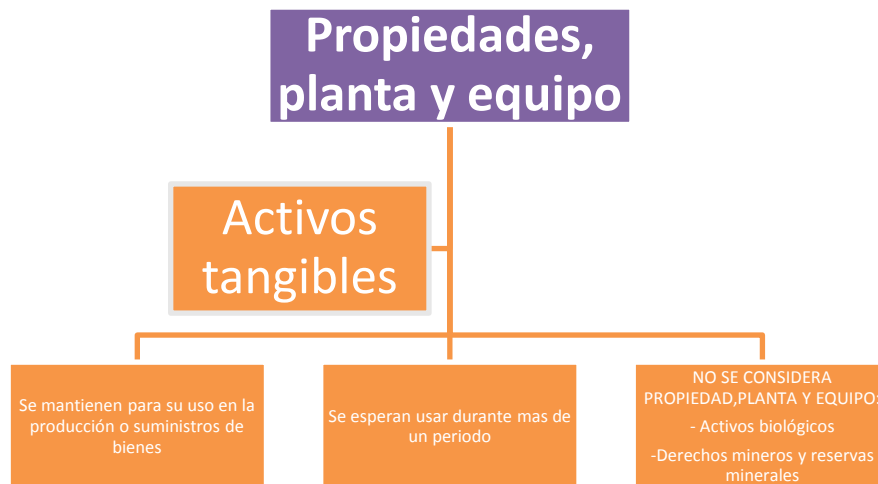 Propiedades,
planta y equipo
Activos
tangibles
Se mantienen para su uso en la
producción o suministros de
bienes
Se esperan usar durante mas de
un periodo
NO SE CONSIDERA
PROPIEDAD,PLANTA Y EQUIPO:
- Activos biológicos
-Derechos mineros y reservas
minerales